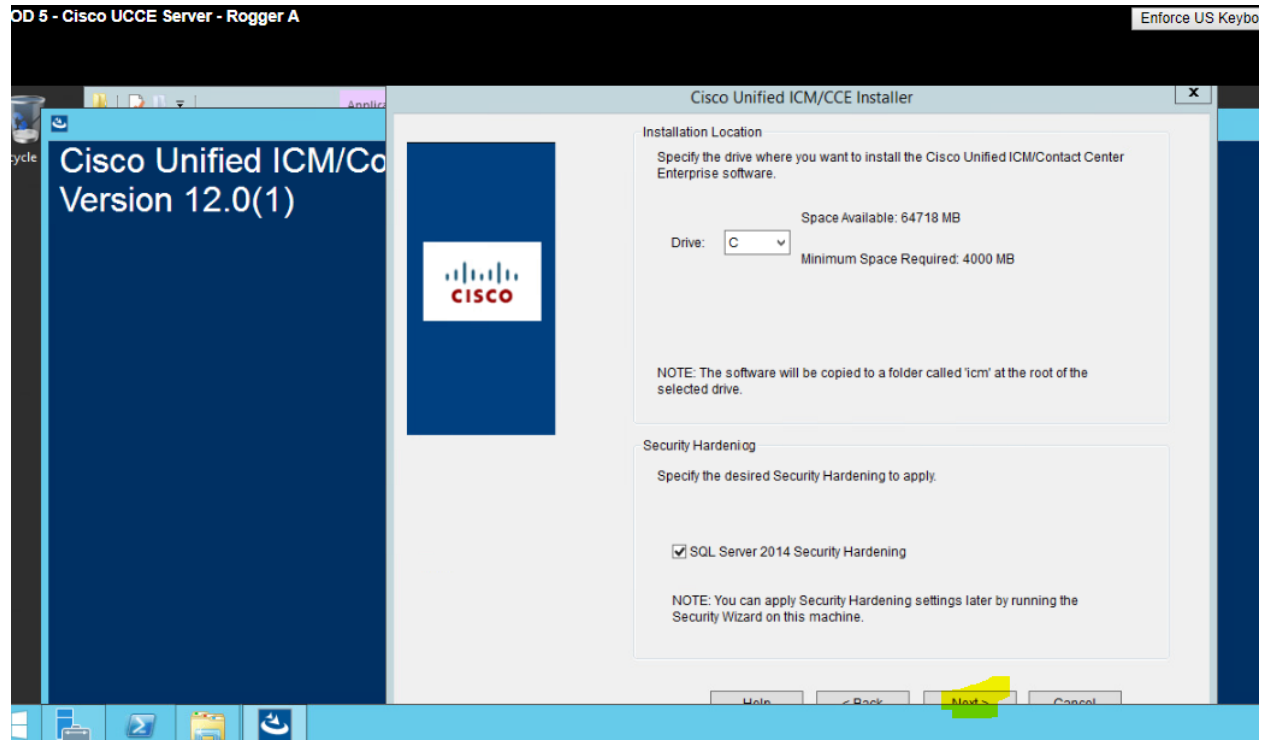 OD 5 - Cisco UCCE Server - Rogger A
Enforce US Keybo
Applica
Cisco Unified ICM/CCE Installer
x
cycle
Cisco Unified ICM/Co
Version 12.0(1)
CISCO
Installation Location
Specify the drive where you want to install the Cisco Unified ICM/Contact Center
Enterprise software.
Space Available: 64718 MB
Drive: C
Minimum Space Required: 4000 MB
NOTE: The software will be copied to a folder called 'icm' at the root of the
selected drive.
Security Hardeniog
Specify the desired Security Hardening to apply.
SQL Server 2014 Security Hardening
NOTE: You can apply Security Hardening settings later by running the
Security Wizard on this machine.
Help < Back Next > Cancel